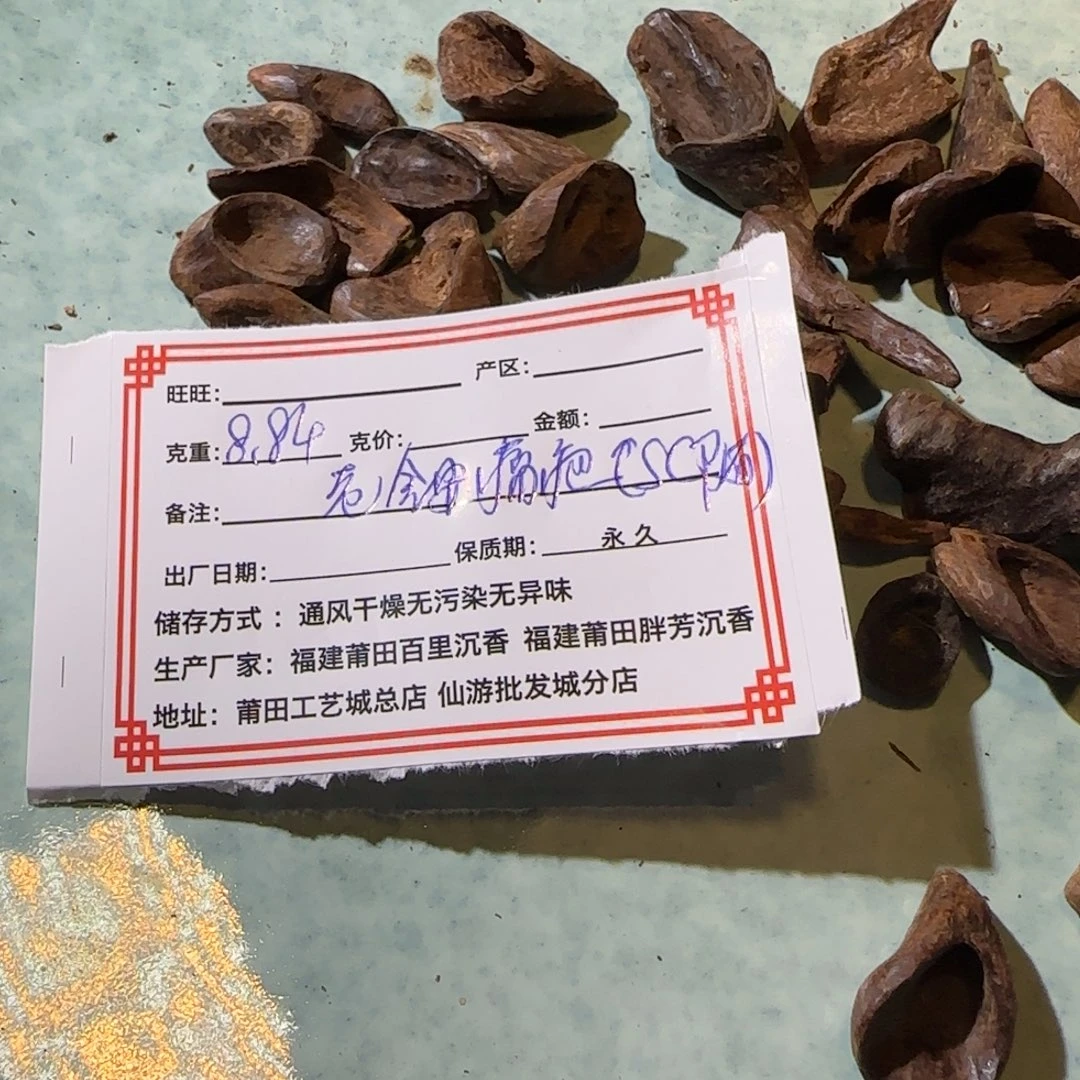 旺旺： 产区：
克重：8.84 克价： 金额：
备注：
出厂日期： 保质期：永久
储存方式：通风干燥无污染无异味
生产厂家：福建莆田百里沉香 福建莆田胖芳沉香
地址：莆田工艺城总店 仙游批发城分店